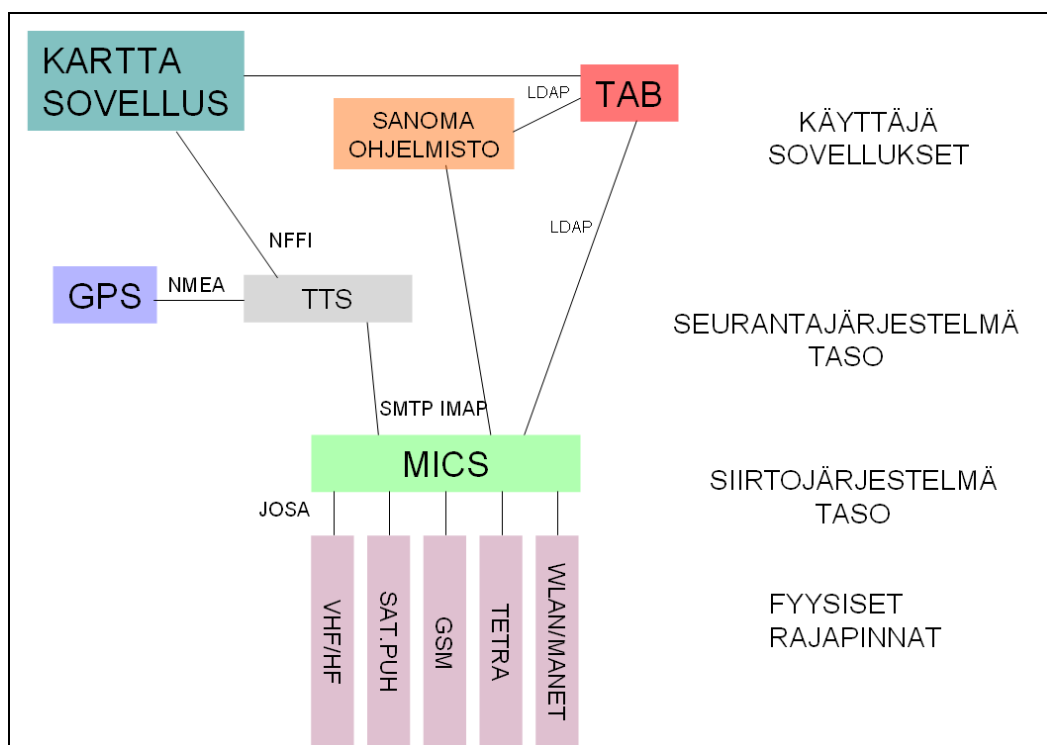 KARTTA
SOVELLUS
LDAP
TAB
SANOMA
OHJELMISTO
KÄYTTÄJÄ
SOVELLUKSET
LDAP
NFFI
GPS
NMEA
TTS
SEURANTAJÄRJESTELMÄ
TASO
SMTP IMAP
MICS
SIIRTOJÄRJESTELMÄ
TASO
JOSA
VHF/HF
SAT.PUH
GSM
TETRA
WLAN/MANET
FYYSISET
RAJAPINNAT